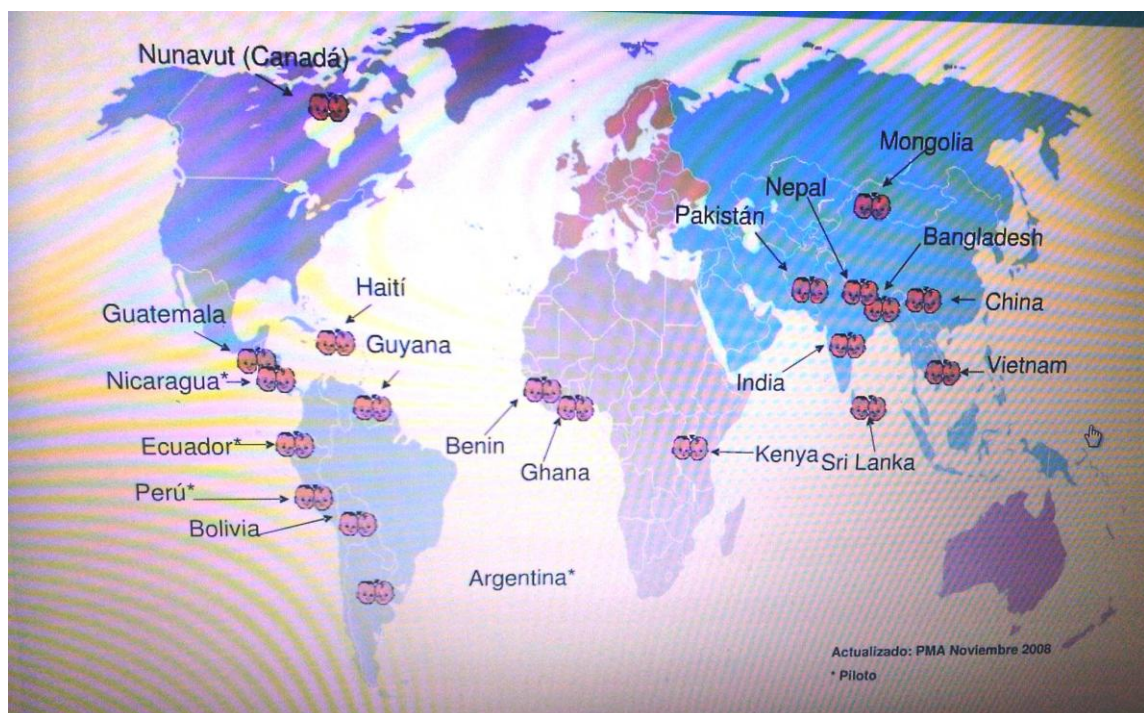 Nunavut (Canadá)
Mongolia
Nepal
Pakistán
Bangladesh
China
Haití
Guatemala
Guyana
Nicaragua*
India
Vietnam
Ecuador*
Benin
Ghana
Kenya
Sri Lanka
Perú*
Bolivia
Argentina*
Actualizado: PMA Noviembre 2008
* Piloto